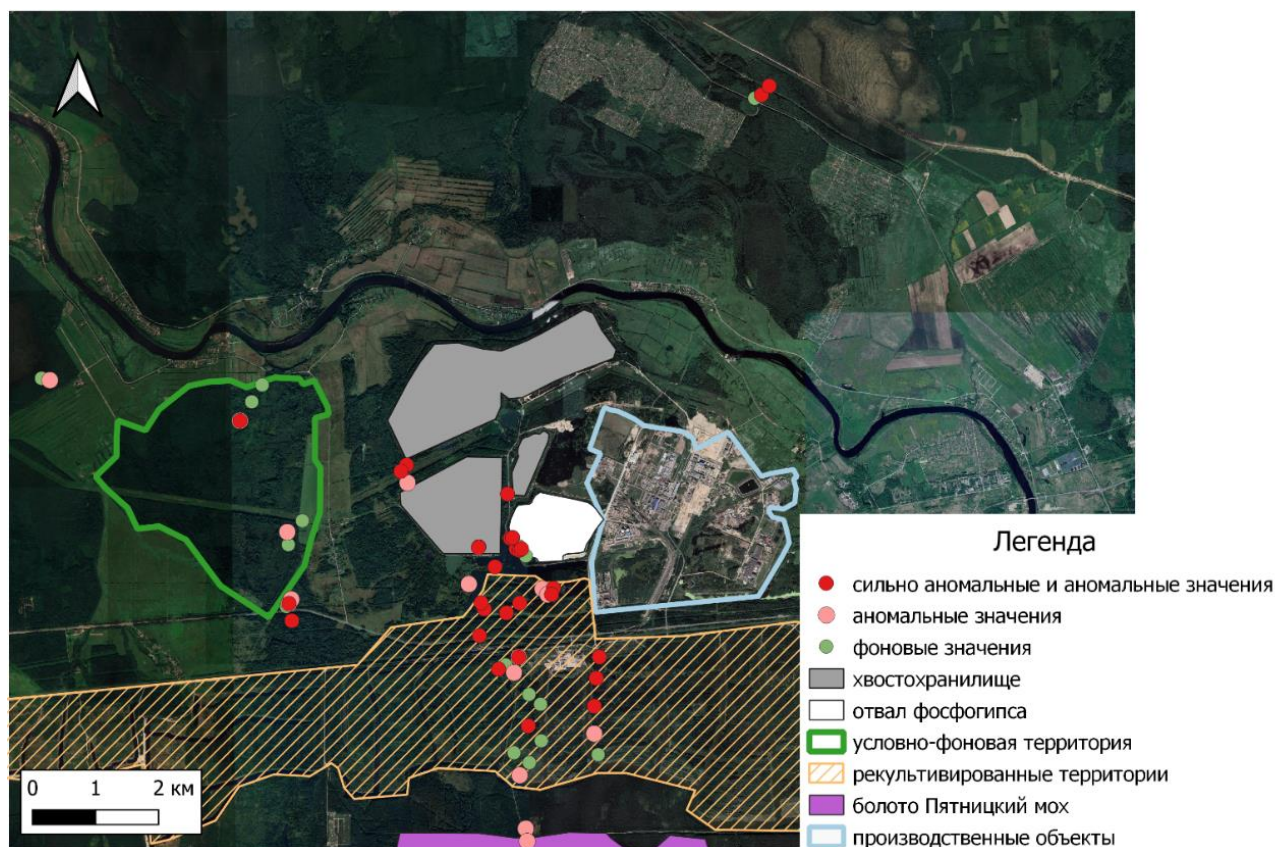 Легенда
сильно аномальные и аномальные значения
аномальные значения
фоновые значения
хвостохранилище
отвал фосфогипса
условно-фоновая территория
рекультивированные территории
болото Пятницкий мох
производственные объекты
0 1 2 км